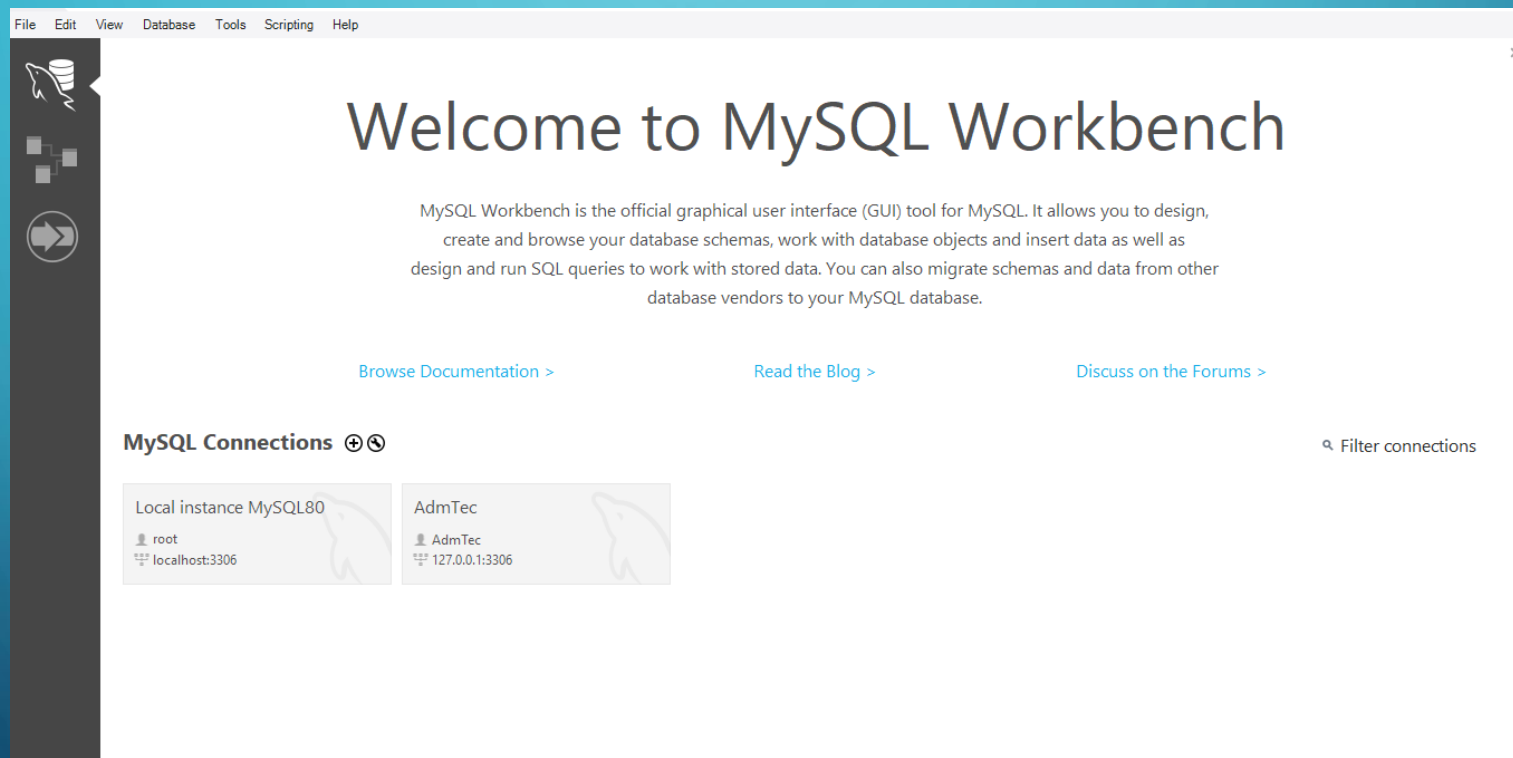 File Edit View Database Tools Scripting Help
Welcome to MySQL Workbench
MySQL Workbench is the official graphical user interface (GUI) tool for MySQL. It allows you to design,
create and browse your database schemas, work with database objects and insert data as well as
design and run SQL queries to work with stored data. You can also migrate schemas and data from other
database vendors to your MySQL database.
Browse Documentation > Read the Blog > Discuss on the Forums >
MySQL Connections
Filter connections
Local instance MySQL80
root
localhost:3306
AdmTec
AdmTec
127.0.0.1:3306